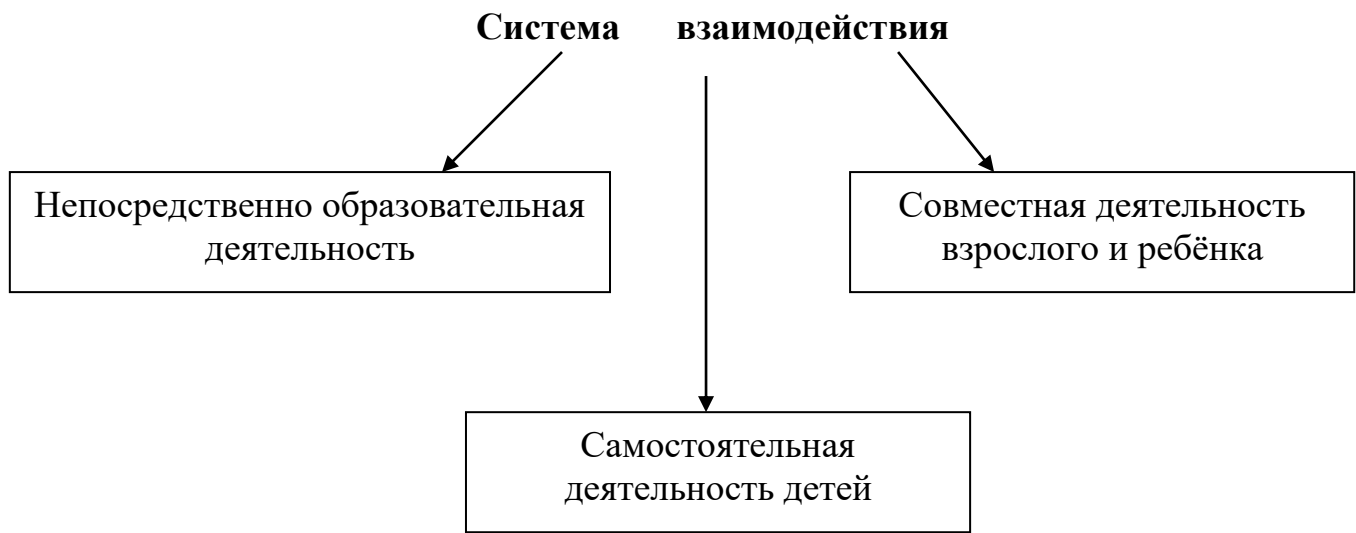 Система взаимодействия
Непосредственно образовательная
деятельность
Совместная деятельность
взрослого и ребёнка
Самостоятельная
деятельность детей